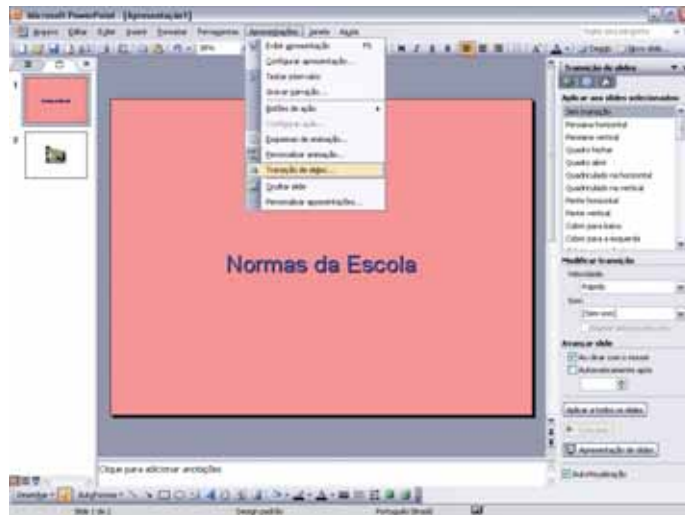 Microsoft PowerPoint - [Apresentação1]
Arquivo Editar Exibir Inserir Formatar Ferramentas Apresentações Janela Ajuda
Exibir apresentação F5
Configurar apresentação...
Testar intervalos
Gravar narração...
Botões de ação
Configurar ação...
Esquemas de animação...
Personalizar animação...
Transição de slides...
Ocultar slide
Personalizar apresentações...
1
2
Normas da Escola
Clique para adicionar anotações
Transição de slides
Aplicar aos slides selecionados
Sem transição
Persiana horizontal
Persiana vertical
Quadro fechar
Quadro abrir
Quadriculado na horizontal
Quadriculado na vertical
Pente horizontal
Pente vertical
Cobrir para baixo
Cobrir para a esquerda
Modificar transição
Velocidade:
Rápida
Som:
[Sem som]
Avançar slide
Ao clicar com o mouse
Automaticamente após
Aplicar a todos os slides
Apresentação de slides
AutoVisualização
Desenhar AutoFormas
Slide 1 de 2 Design padrão Português (Brasil)